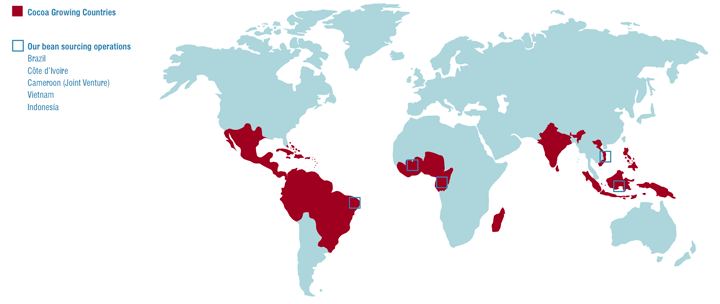 Cocoa Growing Countries
Our bean sourcing operations
Brazil
Côte d'Ivoire
Cameroon (Joint Venture)
Vietnam
Indonesia